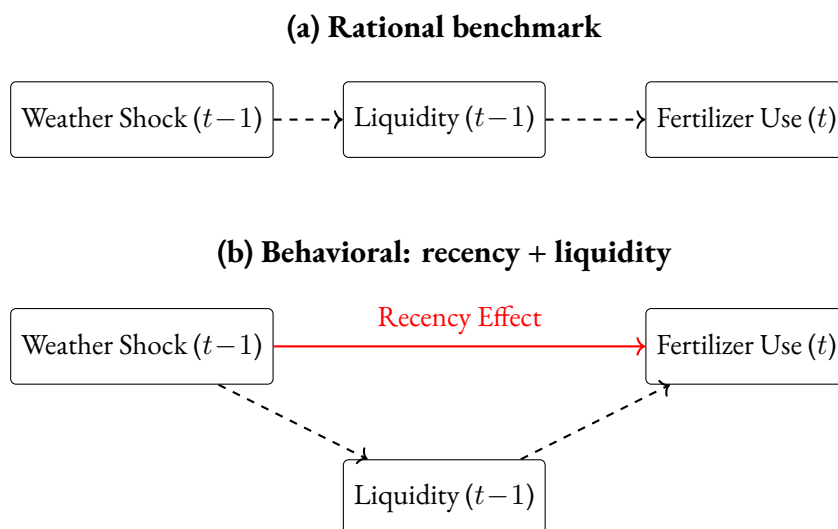 (a) Rational benchmark
Weather Shock (t−1)
Liquidity (t−1)
Fertilizer Use (t)
(b) Behavioral: recency + liquidity
Recency Effect
Weather Shock (t−1)
Fertilizer Use (t)
Liquidity (t−1)